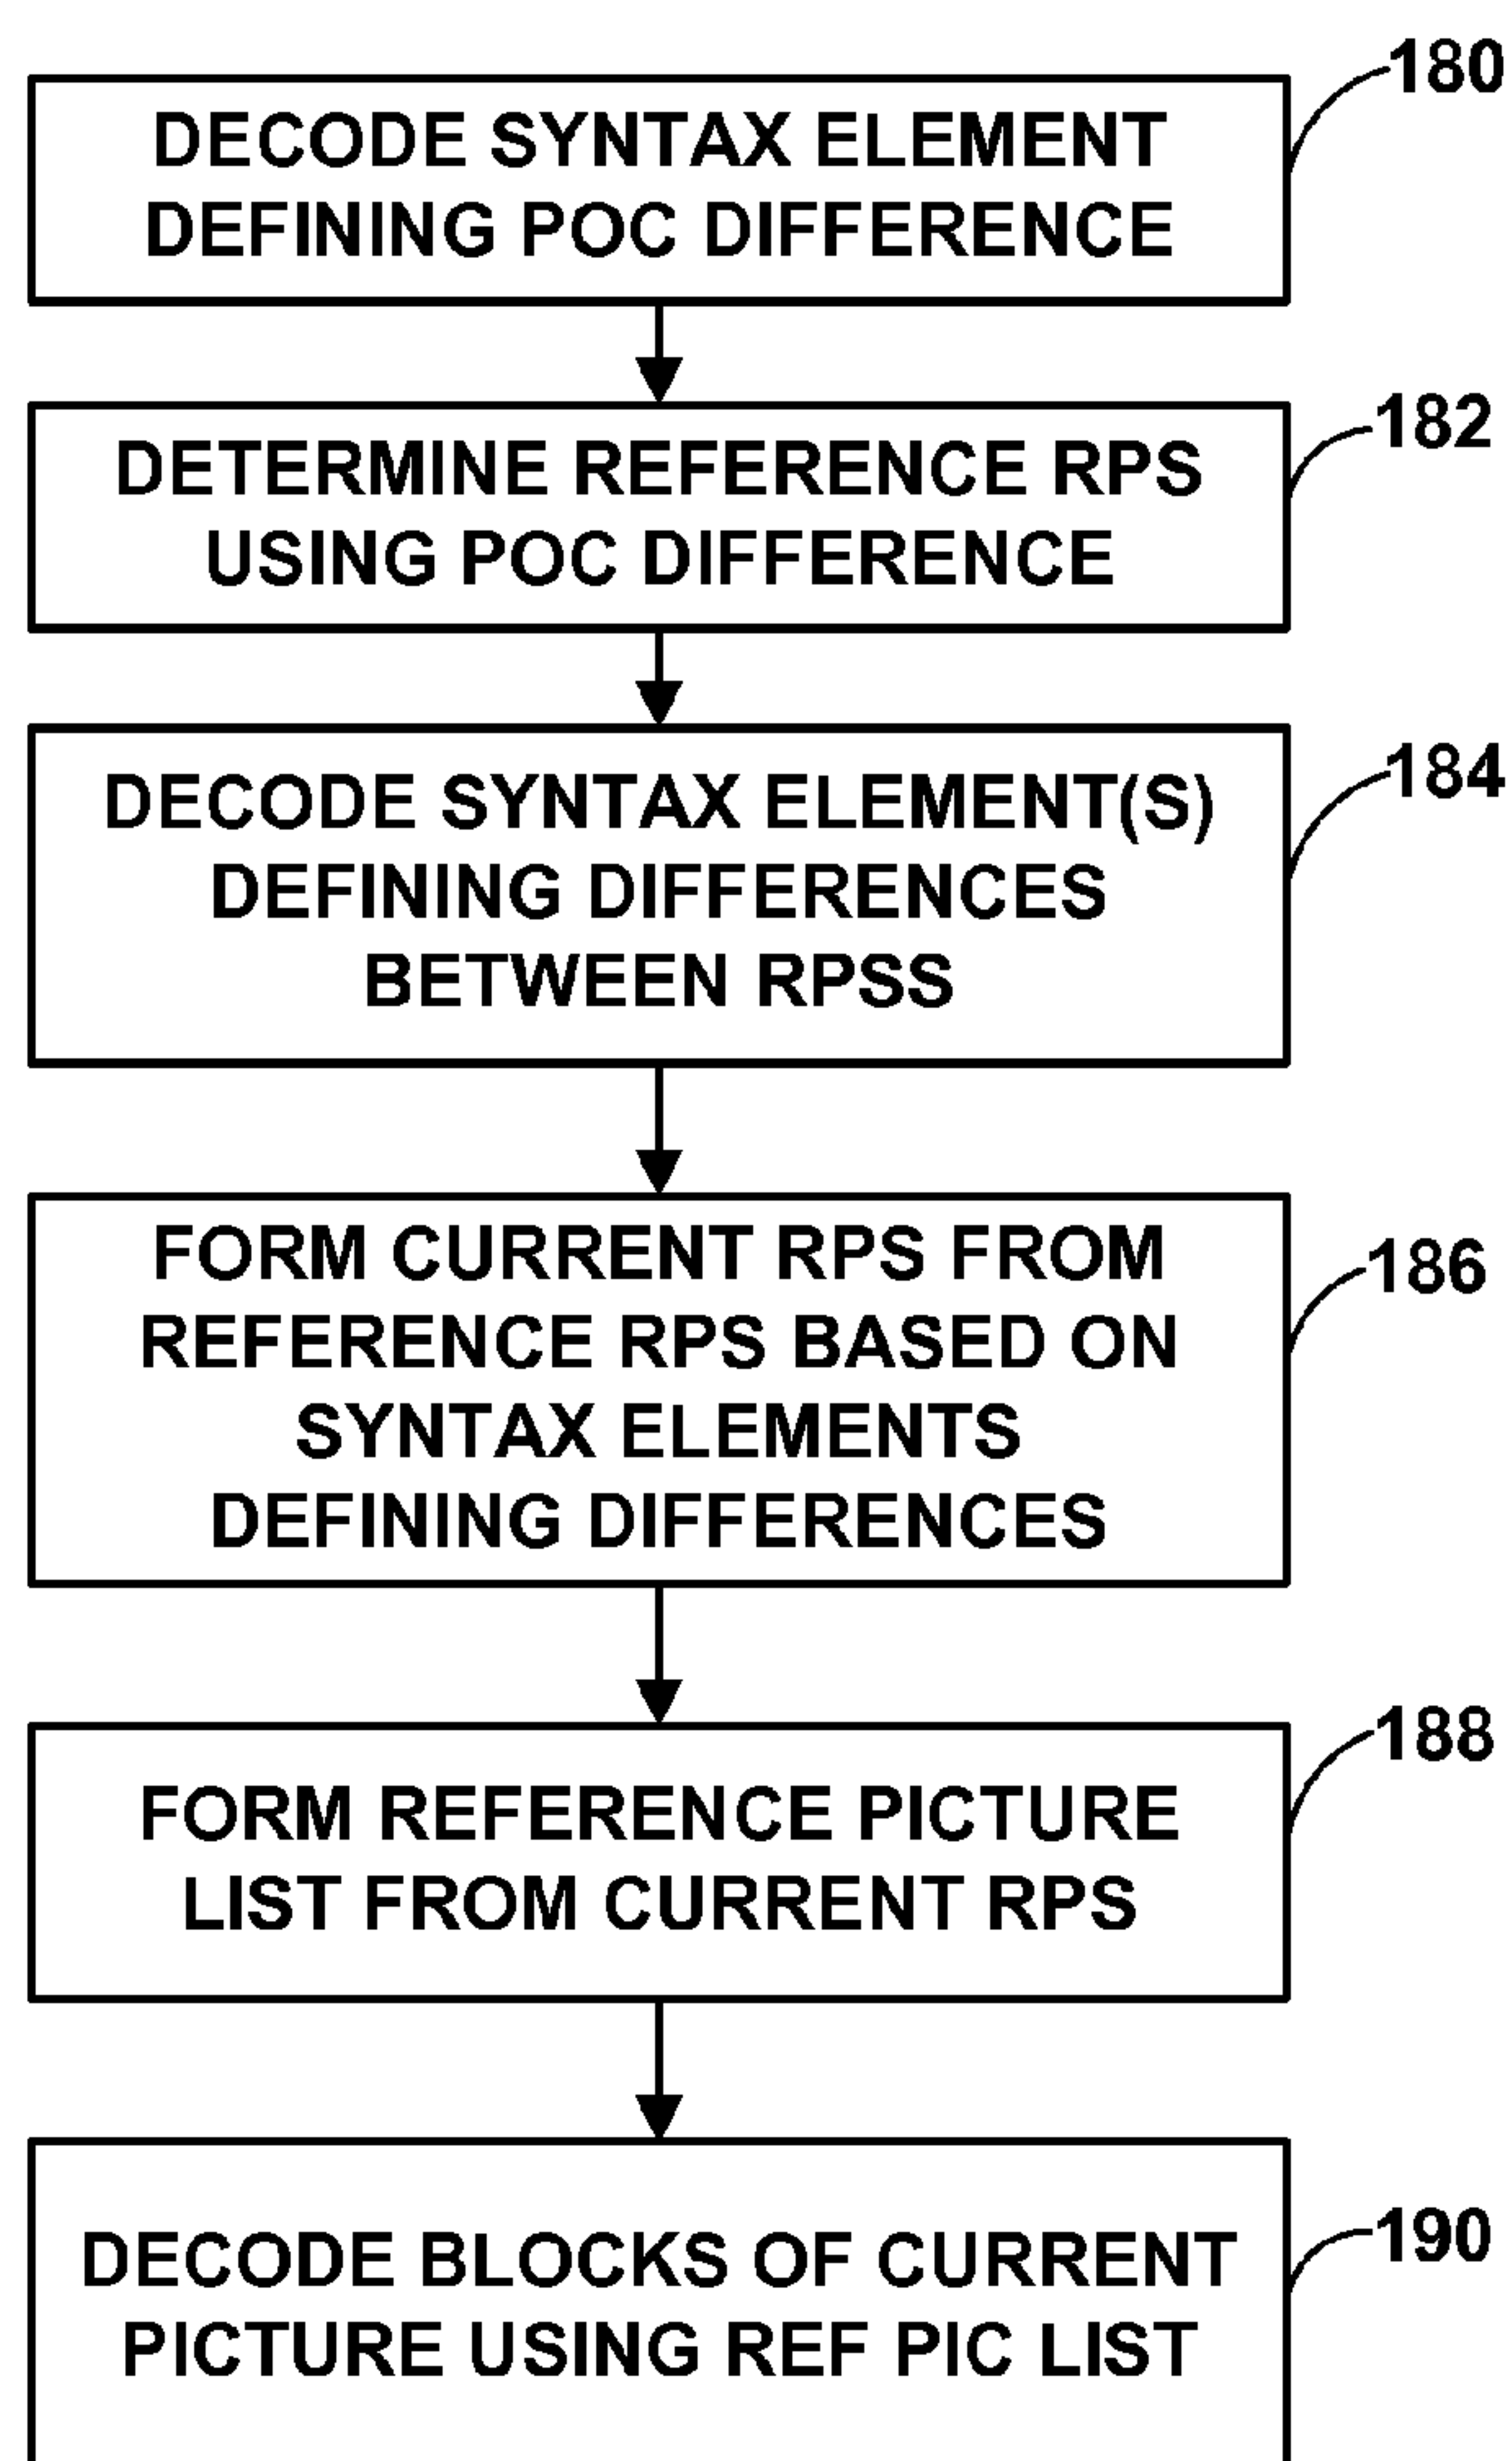 180
DECODE SYNTAX ELEMENT
DEFINING POC DIFFERENCE
182
DETERMINE REFERENCE RPS
USING POC DIFFERENCE
184
DECODE SYNTAX ELEMENT(S)
DEFINING DIFFERENCES
BETWEEN RPSS
186
FORM CURRENT RPS FROM
REFERENCE RPS BASED ON
SYNTAX ELEMENTS
DEFINING DIFFERENCES
188
FORM REFERENCE PICTURE
LIST FROM CURRENT RPS
190
DECODE BLOCKS OF CURRENT
PICTURE USING REF PIC LIST